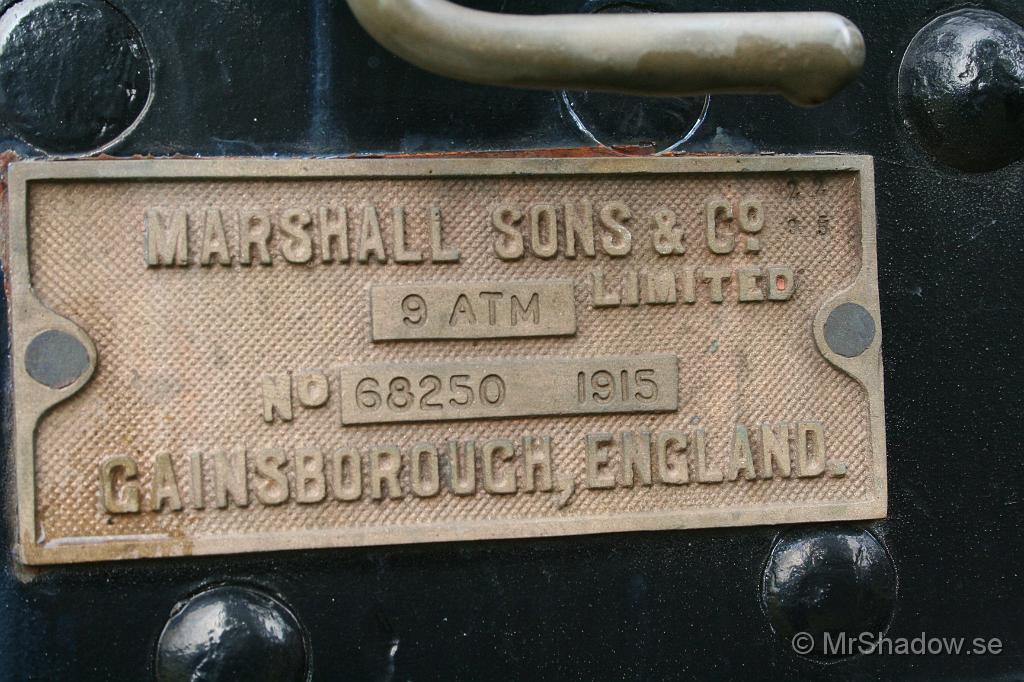 MARSHALL SONS & Cº
LIMITED
9 ATM
Nº 68250 1915
GAINSBOROUGH, ENGLAND.
© MrShadow.se